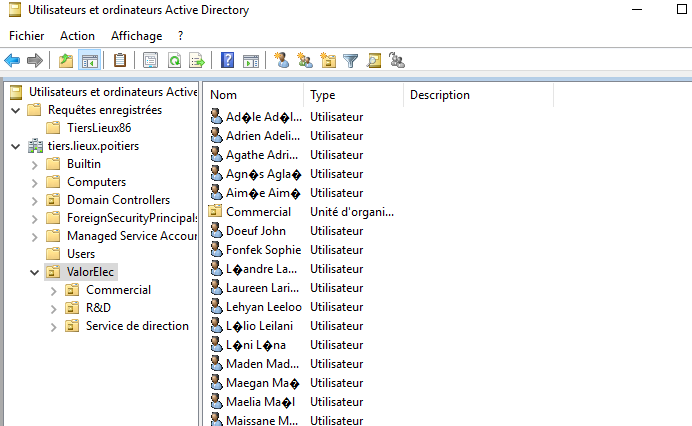 Utilisateurs et ordinateurs Active Directory
Fichier Action Affichage ?
Utilisateurs et ordinateurs Active
Requêtes enregistrées
TiersLieux86
tiers.lieux.poitiers
Builtin
Computers
Domain Controllers
ForeignSecurityPrincipals
Managed Service Accour
Users
ValorElec
Commercial
R&D
Service de direction
Nom Type Description
Ad�le Ad�l... Utilisateur
Adrien Adeli... Utilisateur
Agathe Adri... Utilisateur
Agn�s Agla� Utilisateur
Aim�e Aim� Utilisateur
Commercial Unité d'organi...
Doeuf John Utilisateur
Fonfek Sophie Utilisateur
L�andre La... Utilisateur
Laureen Lari... Utilisateur
Lehyan Leeloo Utilisateur
L�lio Leilani Utilisateur
L�ni L�na Utilisateur
Maden Mad... Utilisateur
Maegan Ma� Utilisateur
Maelia Ma�l Utilisateur
Maissane M... Utilisateur